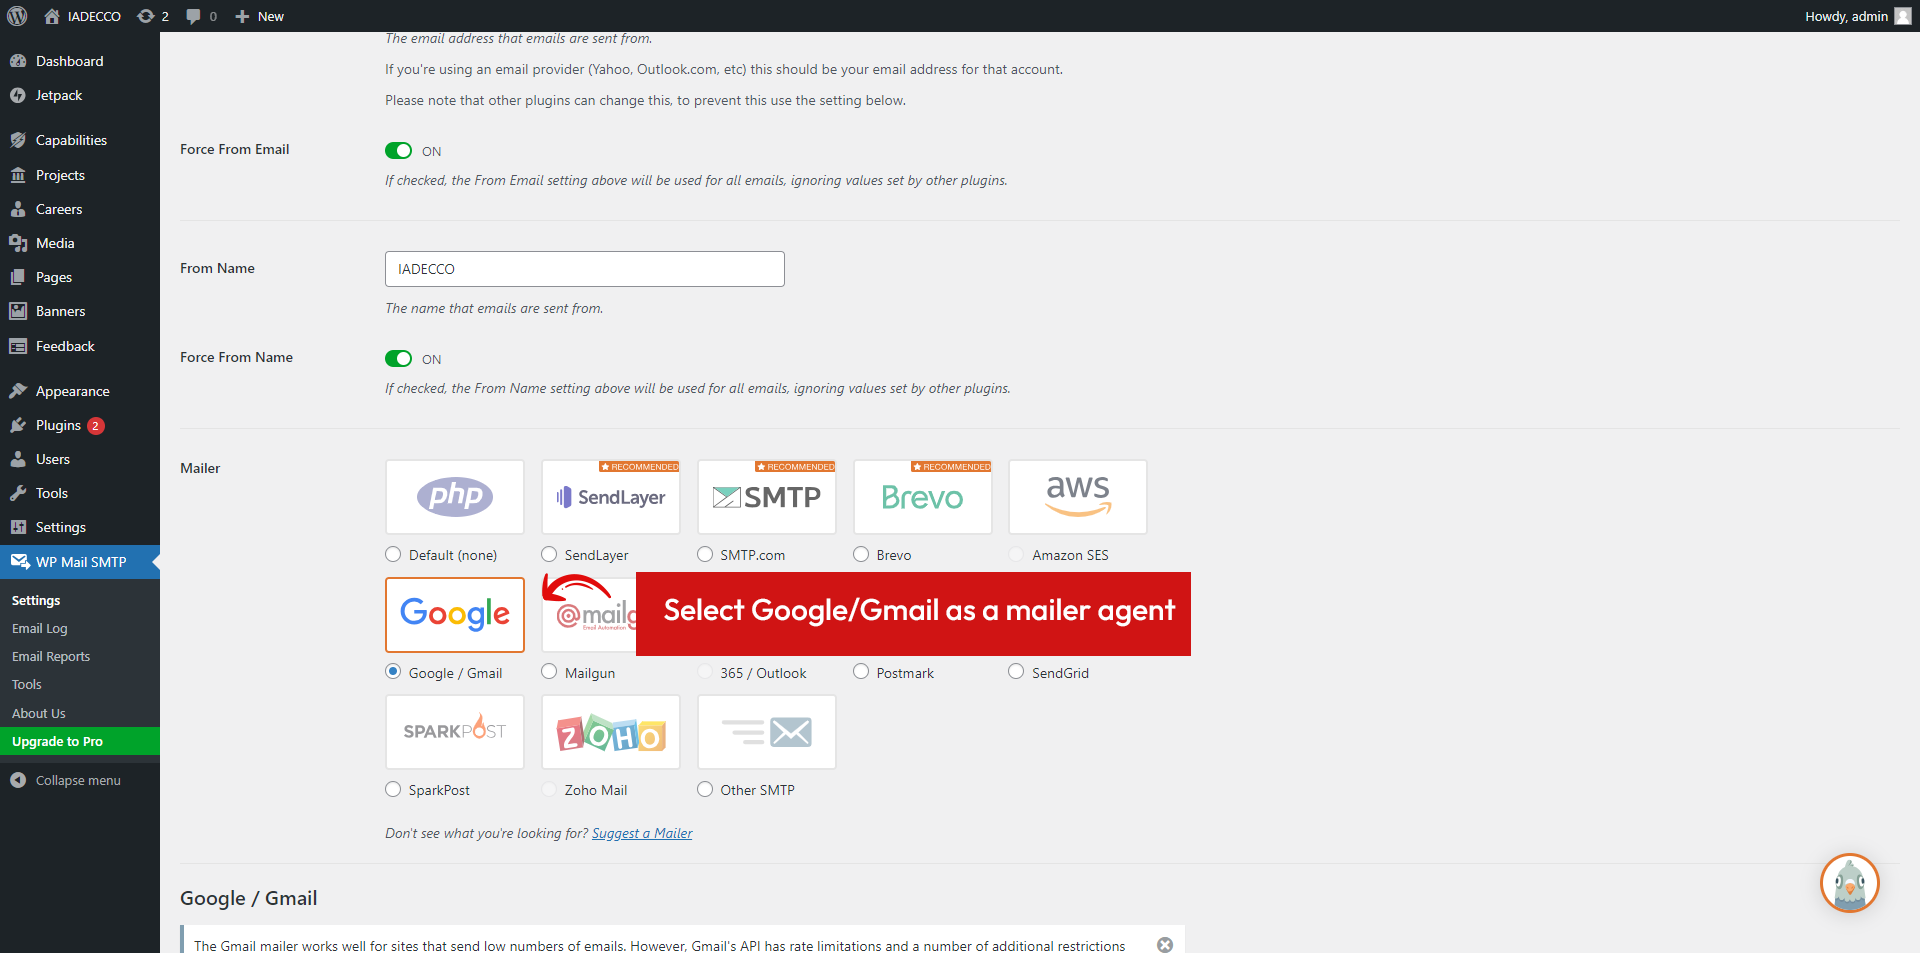 IADECCO 2 0 New Howdy, admin
Dashboard
Jetpack
Capabilities
Projects
Careers
Media
Pages
Banners
Feedback
Appearance
Plugins 2
Users
Tools
Settings
WP Mail SMTP
Settings
Email Log
Email Reports
Tools
About Us
Upgrade to Pro
Collapse menu
The email address that emails are sent from.
If you're using an email provider (Yahoo, Outlook.com, etc) this should be your email address for that account.
Please note that other plugins can change this, to prevent this use the setting below.
Force From Email
ON
If checked, the From Email setting above will be used for all emails, ignoring values set by other plugins.
From Name
IADECCO
The name that emails are sent from.
Force From Name
ON
If checked, the From Name setting above will be used for all emails, ignoring values set by other plugins.
Mailer
RECOMMENDED RECOMMENDED RECOMMENDED
php SendLayer SMTP Brevo aws
Default (none) SendLayer SMTP.com Brevo Amazon SES
Google @mailg
Email Automation
Select Google/Gmail as a mailer agent
Google / Gmail Mailgun 365 / Outlook Postmark SendGrid
SPARKPOST ZOHO
SparkPost Zoho Mail Other SMTP
Don't see what you're looking for? Suggest a Mailer
Google / Gmail
The Gmail mailer works well for sites that send low numbers of emails. However, Gmail's API has rate limitations and a number of additional restrictions